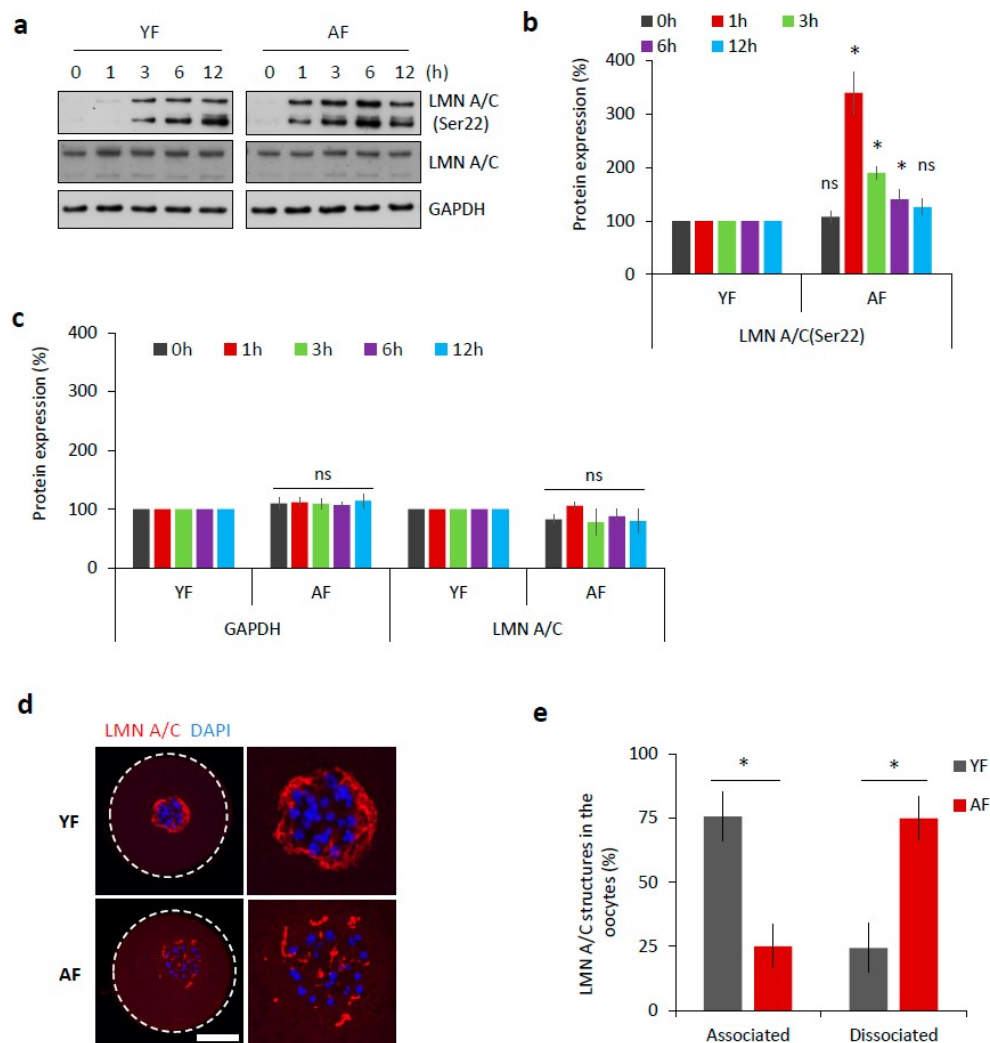 a
YF AF
0 1 3 6 12 0 1 3 6 12 (h)
LMN A/C
(Ser22)
LMN A/C
GAPDH
b
0h 1h 3h
6h 12h
Protein expression (%)
400
300
200
100
0
ns * * * ns
YF AF
LMN A/C(Ser22)
c
0h 1h 3h 6h 12h
Protein expression (%)
400
300
200
100
0
ns ns
YF AF YF AF
GAPDH LMN A/C
d
LMN A/C DAPI
YF
AF
e
LMN A/C structures in the
oocytes (%)
100
75
50
25
0
* *
YF
AF
Associated Dissociated